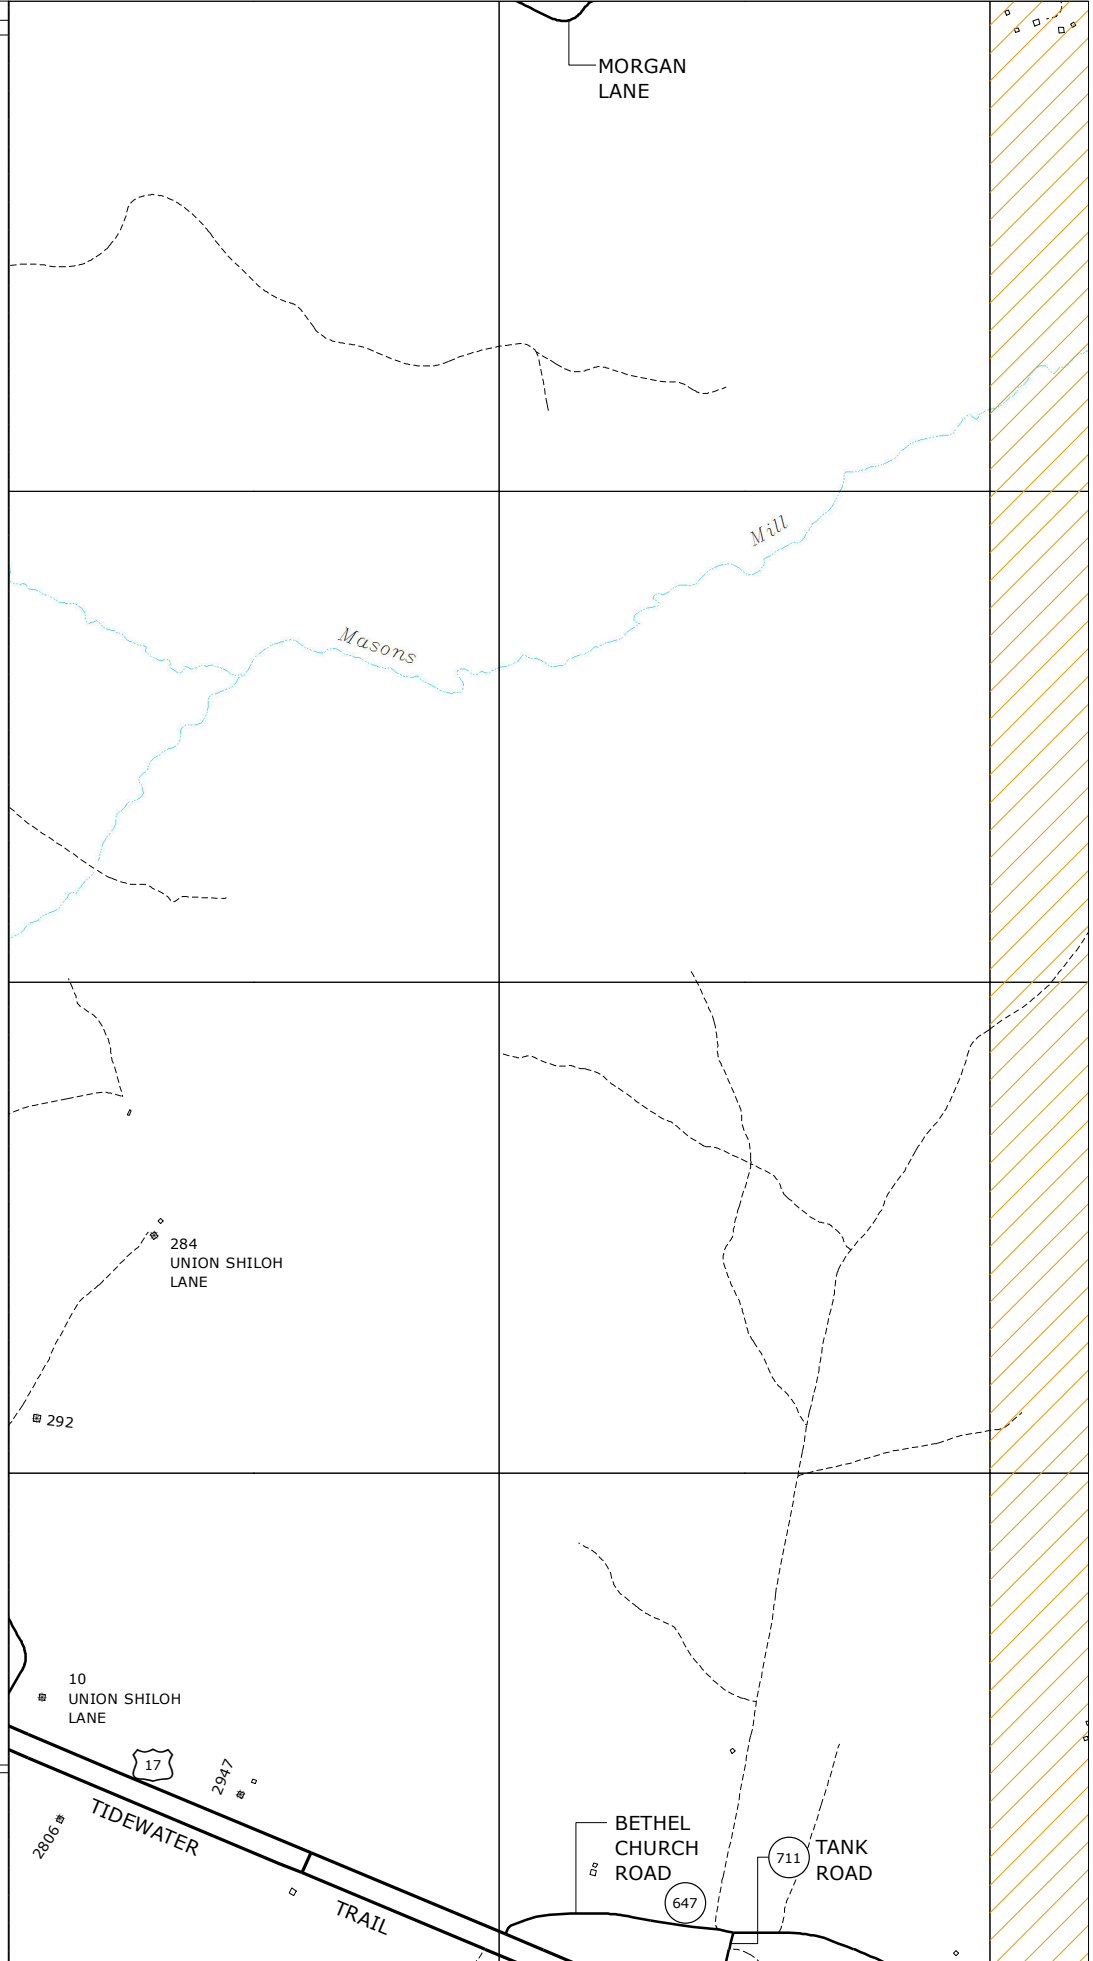 MORGAN
LANE
Mill
Masons
284
UNION SHILOH
LANE
292
10
UNION SHILOH
LANE
17
2947
2806
TIDEWATER
TRAIL
BETHEL
CHURCH
ROAD
647
711
TANK
ROAD